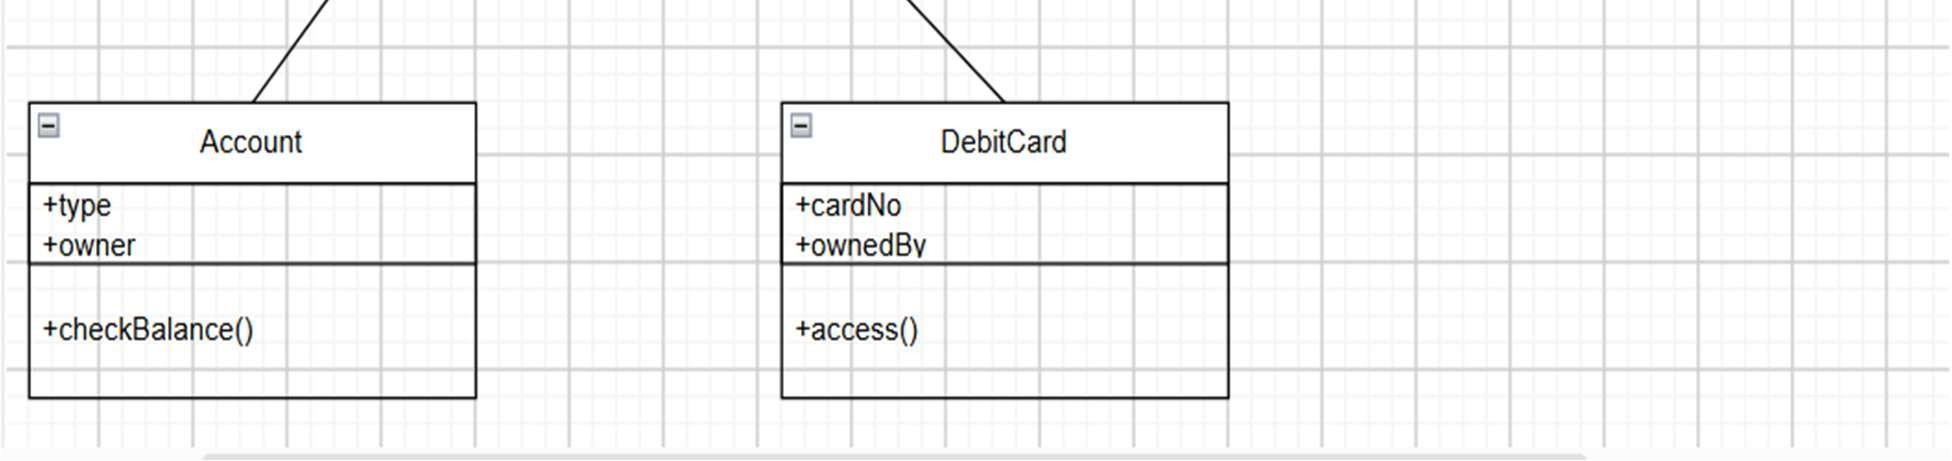 Account
+type
+owner
+checkBalance()
DebitCard
+cardNo
+ownedBy
+access()